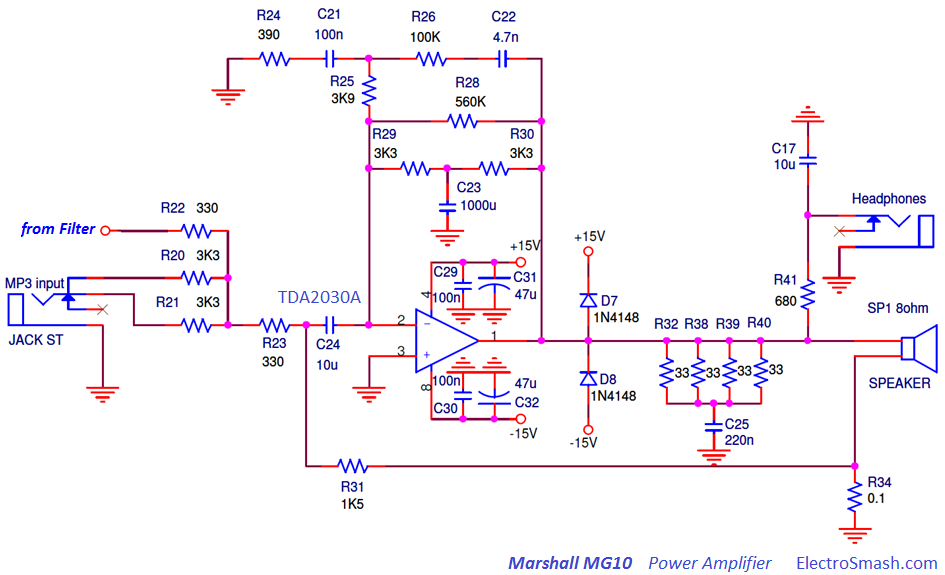 R24
390
C21
100n
R26
100K
C22
4.7n
R25
3K9
R28
560K
R29
3K3
R30
3K3
C23
1000u
C17
10u
Headphones
R22 330
from Filter
R20
3K3
MP3 input
R21 3K3
JACK ST
R23
330
C24
10u
TDA2030A
+15V
C29
100n
C31
47u
4
2
3
1
8
100n
C30
47u
C32
-15V
+15V
D7
1N4148
D8
1N4148
-15V
R32 R38 R39 R40
33 33 33 33
C25
220n
R41
680
SP1 8ohm
SPEAKER
R31
1K5
R34
0.1
Marshall MG10 Power Amplifier ElectroSmash.com